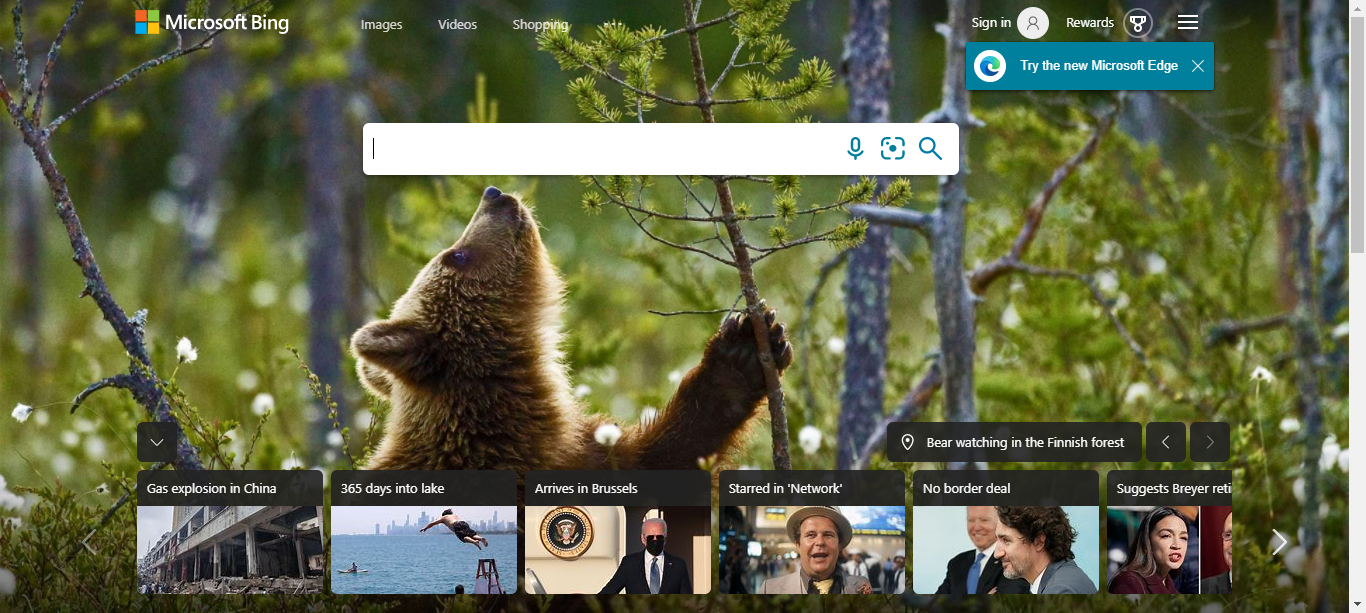 Microsoft Bing
Images
Videos
Shopping
Sign in
Rewards
Try the new Microsoft Edge
Bear watching in the Finnish forest
Gas explosion in China
365 days into lake
Arrives in Brussels
Starred in 'Network'
No border deal
Suggests Breyer reti